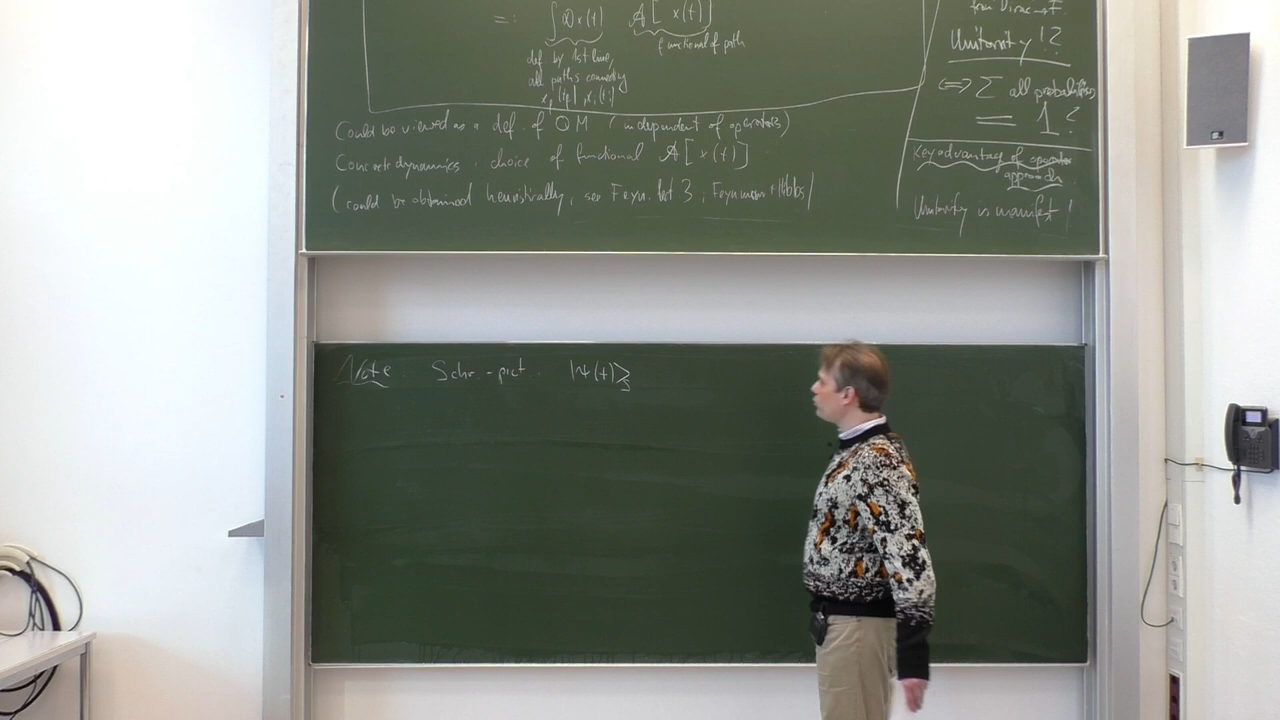 =: ∫𝒟x(t) 𝒜[x(t)]
functional of path
def by 1st line,
all paths connecting
Could be viewed as a def. of QM (independent of operators)
Concrete dynamics : choice of functional 𝒜[x(t)]
(could be obtained heuristically, see Feyn. lect 3; Feynman + Hibbs)
from Dirac → F.
Unitarity!?
⟺ Σ all probabilities
= 1?
Key advantage of operator
approach
Unitarity is manifest!
Note Schr.-pict. |ψ(t)⟩